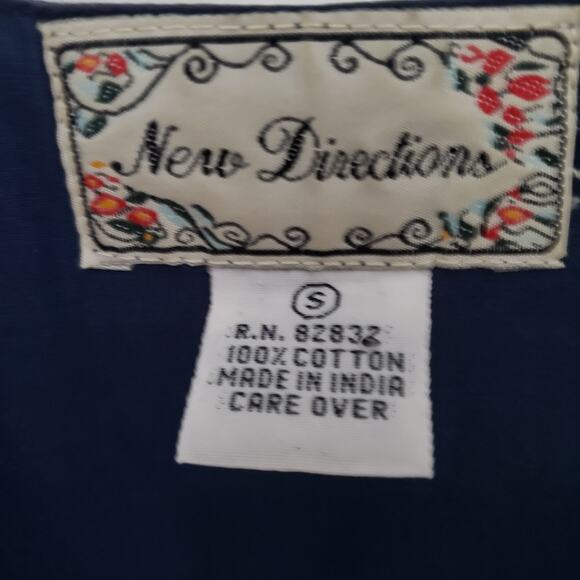 New Directions
S
R.N. 82832
100% COTTON
MADE IN INDIA
CARE OVER